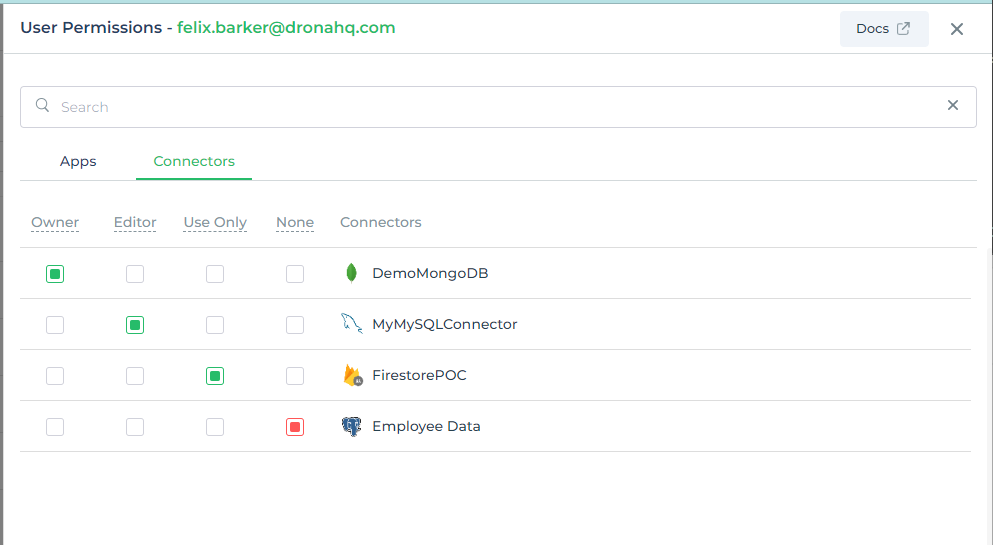 User Permissions - felix.barker@dronahq.com
Docs
Search
Apps
Connectors
Owner Editor Use Only None Connectors
DemoMongoDB
MyMySQLConnector
FirestorePOC
Employee Data